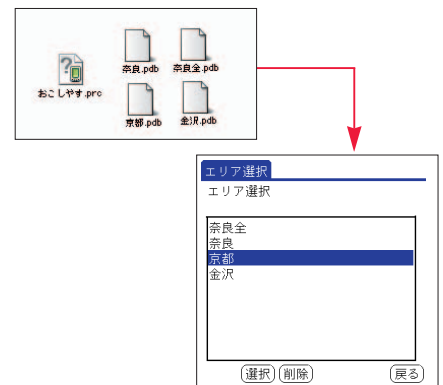 奈良.pdb
奈良全.pdb
おこしやす.prc
京都.pdb
金沢.pdb
エリア選択
エリア選択
奈良全
奈良
京都
金沢
選択 削除 戻る